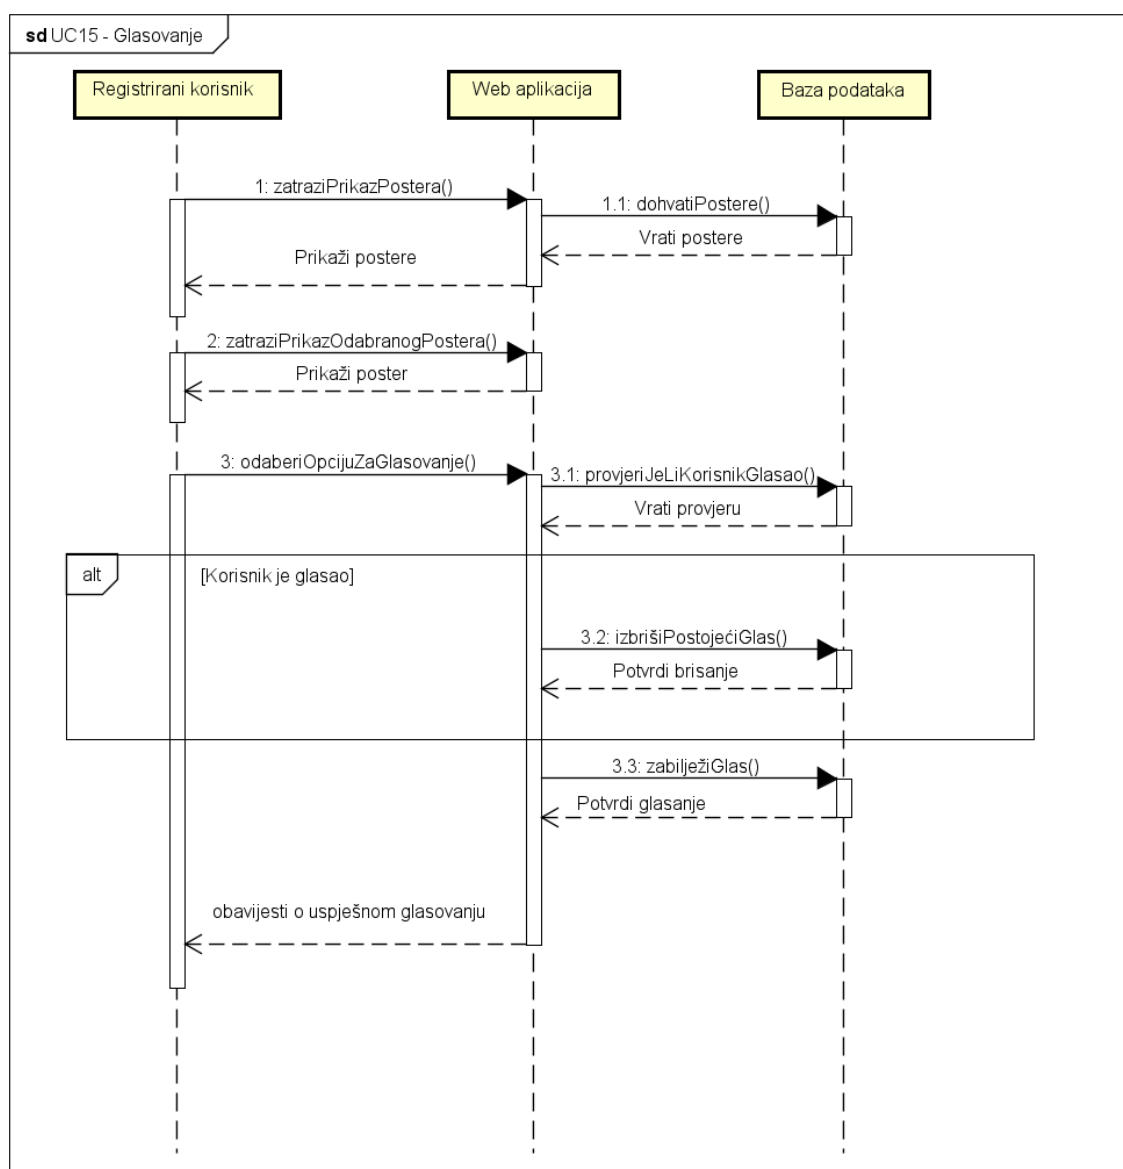 sd UC15 - Glasovanje
Registrirani korisnik
Web aplikacija
Baza podataka
1: zatraziPrikazPostera()
1.1: dohvatiPostere()
Vrati postere
Prikaži postere
2: zatraziPrikazOdabranogPostera()
Prikaži poster
3: odaberiOpcijuZaGlasovanje()
3.1: provjeriJeLiKorisnikGlasao()
Vrati provjeru
alt
[Korisnik je glasao]
3.2: izbrišiPostojećiGlas()
Potvrdi brisanje
3.3: zabilježiGlas()
Potvrdi glasanje
obavijesti o uspješnom glasovanju